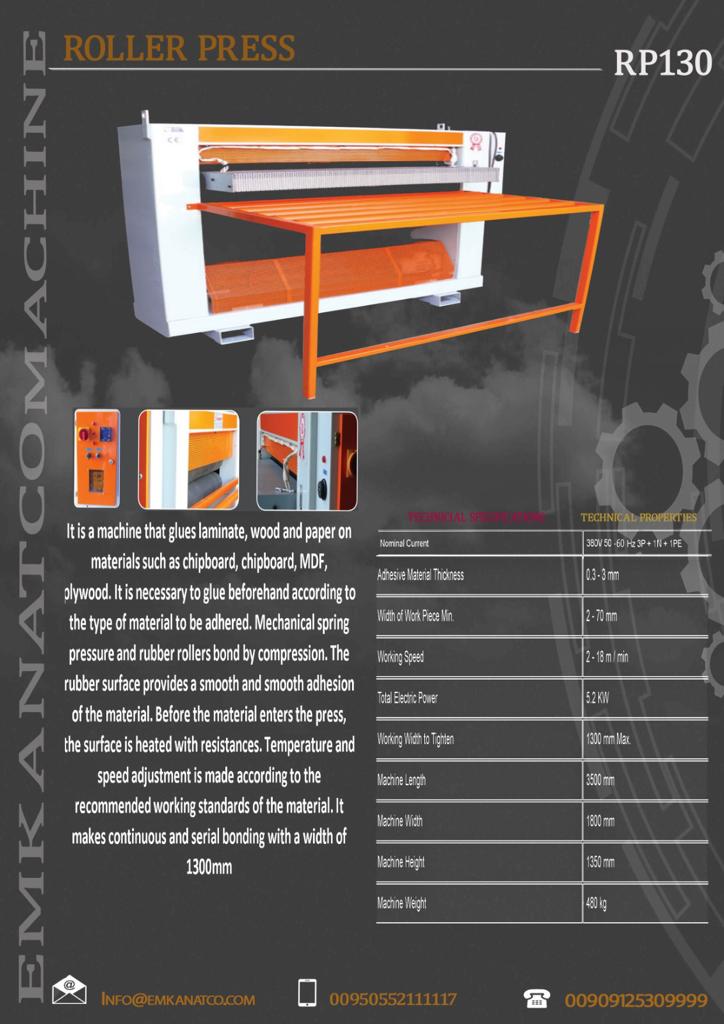 EMKANATCOMACHINE
ROLLER PRESS
RP130
It is a machine that glues laminate, wood and paper on
materials such as chipboard, chipboard, MDF,
plywood. It is necessary to glue beforehand according to
the type of material to be adhered. Mechanical spring
pressure and rubber rollers bond by compression. The
rubber surface provides a smooth and smooth adhesion
of the material. Before the material enters the press,
the surface is heated with resistances. Temperature and
speed adjustment is made according to the
recommended working standards of the material. It
makes continuous and serial bonding with a width of
1300mm
TECHNICIAL SPECIFICATIONS TECHNICAL PROPERTIES
Nominal Current 380V 50 -60 Hz 3P + 1N + 1PE
Adhesive Material Thickness 0.3 - 3 mm
Width of Work Piece Min. 2 - 70 mm
Working Speed 2 - 18 m / min
Total Electric Power 5,2 KW
Working Width to Tighten 1300 mm Max.
Machine Length 3500 mm
Machine Width 1800 mm
Machine Height 1350 mm
Machine Weight 480 kg
INFO@EMKANATCO.COM 00950552111117 00909125309999